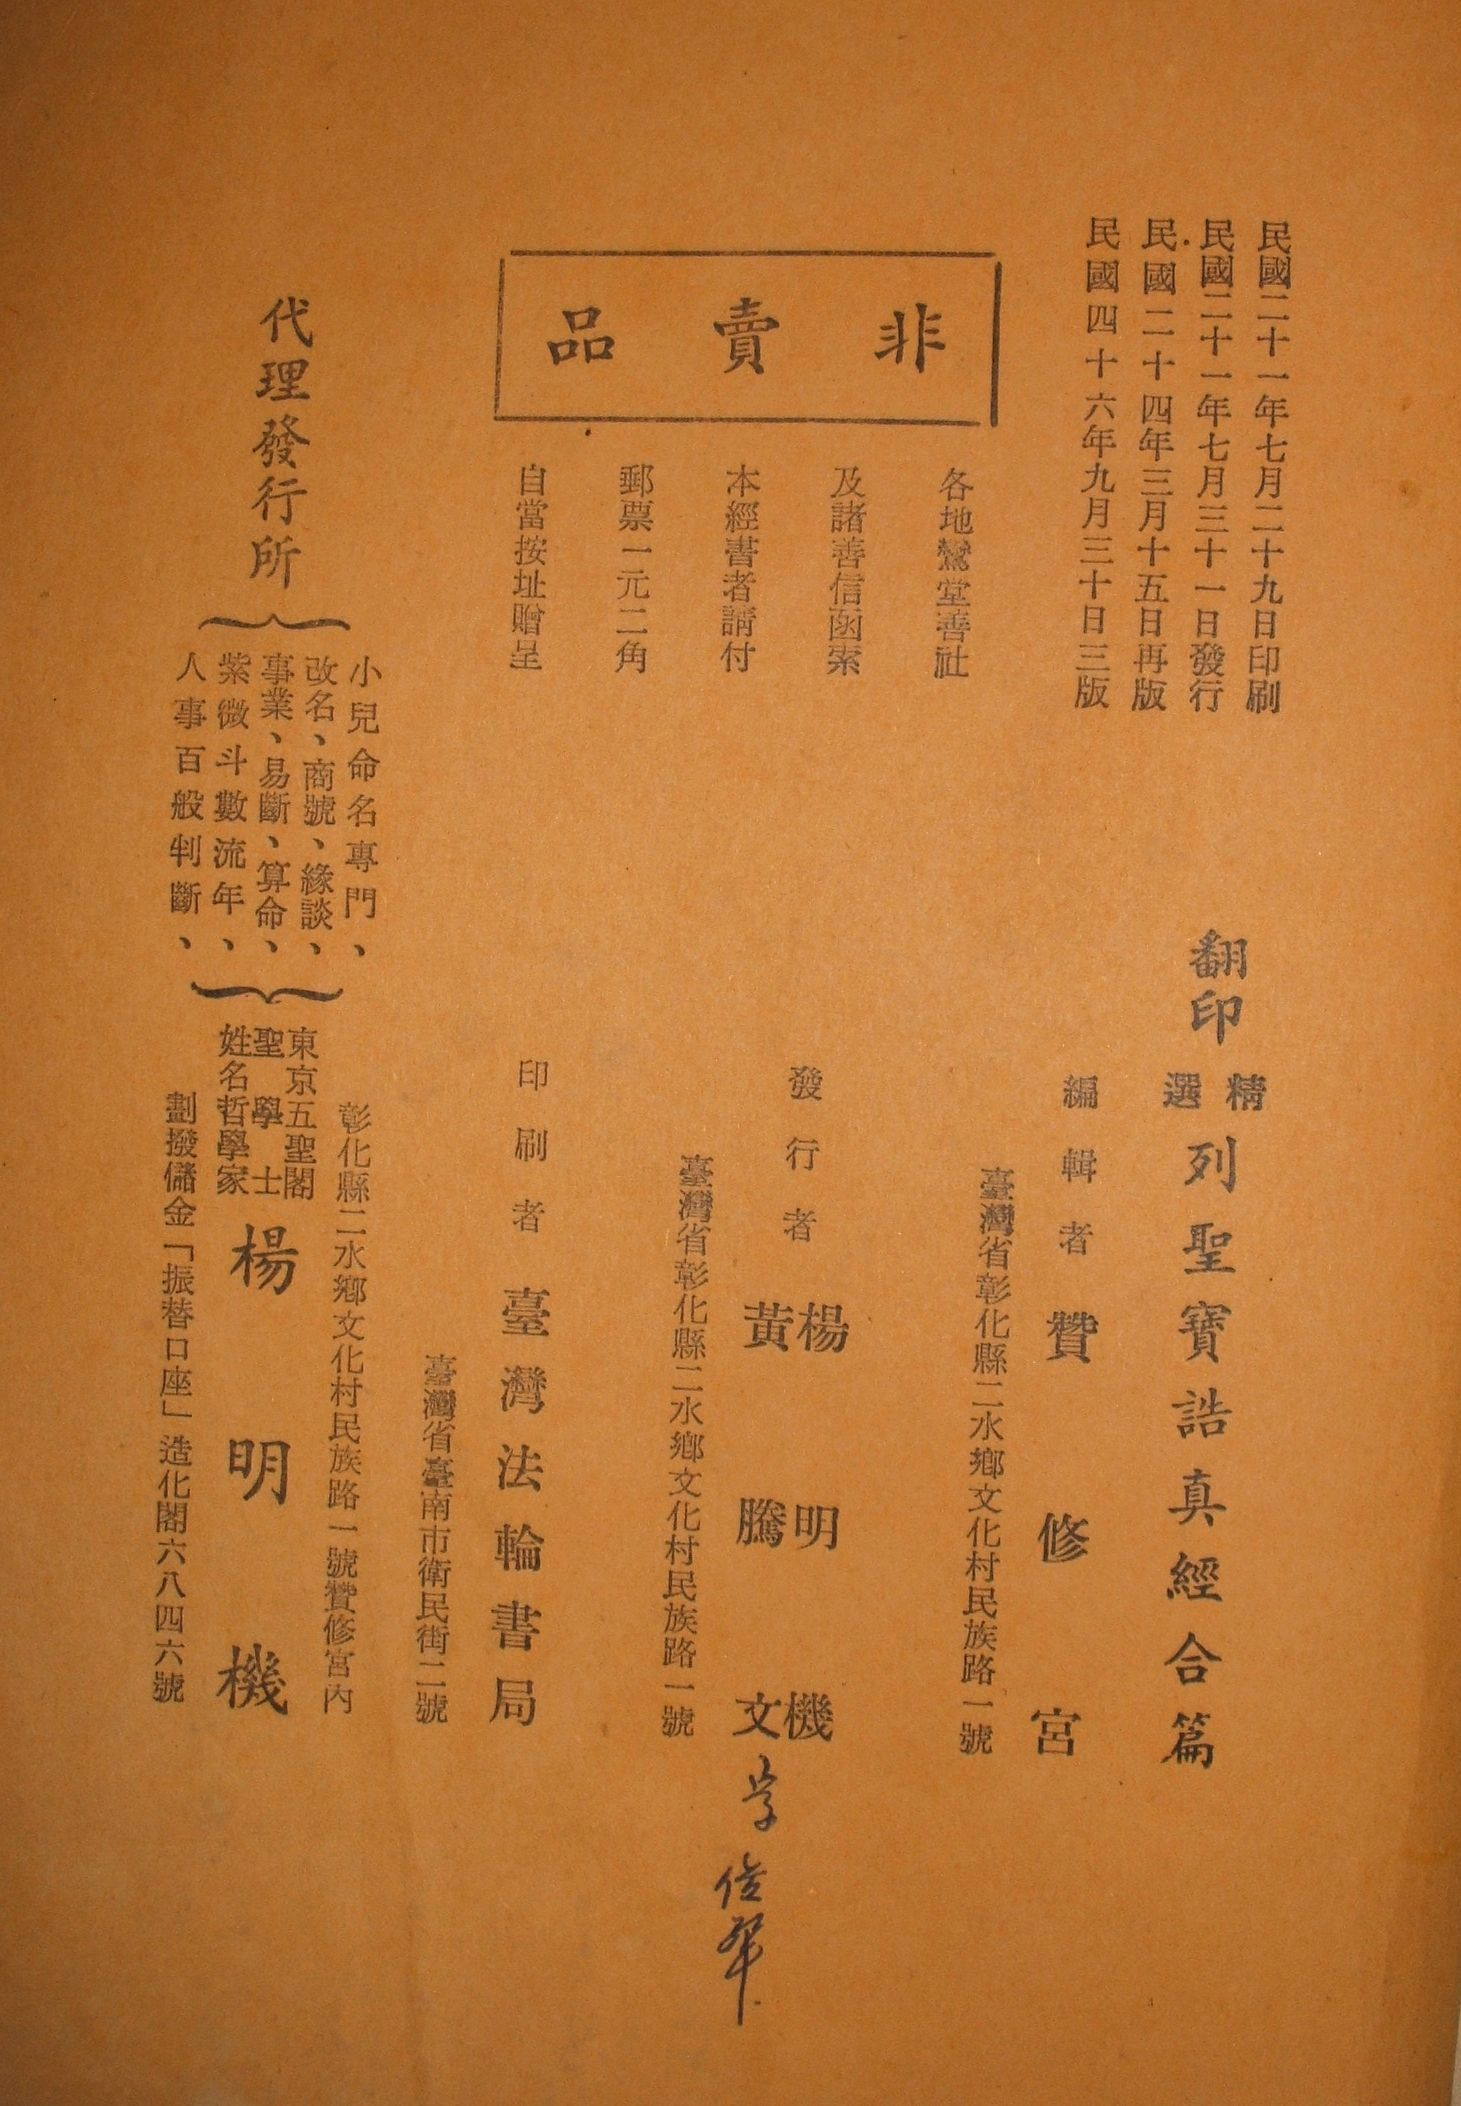 民國二十一年七月二十九日印刷
民國二十一年七月三十一日發行
民國二十四年三月十五日再版
民國四十六年九月三十日三版
非賣品
各地鸞堂善社
及諸善信函索
本經書者請付
郵票一元二角
自當按址贈呈
翻印精選列聖寶誥真經合篇
編輯者 贊修宮
臺灣省彰化縣二水鄉文化村民族路一號
發行者 楊明機
黃騰文
臺灣省彰化縣二水鄉文化村民族路一號
印刷者 臺灣法輪書局
臺灣省臺南市衛民街二號
代理發行所
小兒命名專門、
改名、商號、緣談、
事業、易斷、算命、
紫微斗數流年、
人事百般判斷、
彰化縣二水鄉文化村民族路一號贊修宮內
東京五聖閣
聖學士
姓名哲學家
楊明機
劃撥儲金「振替口座」造化閣六八四六號